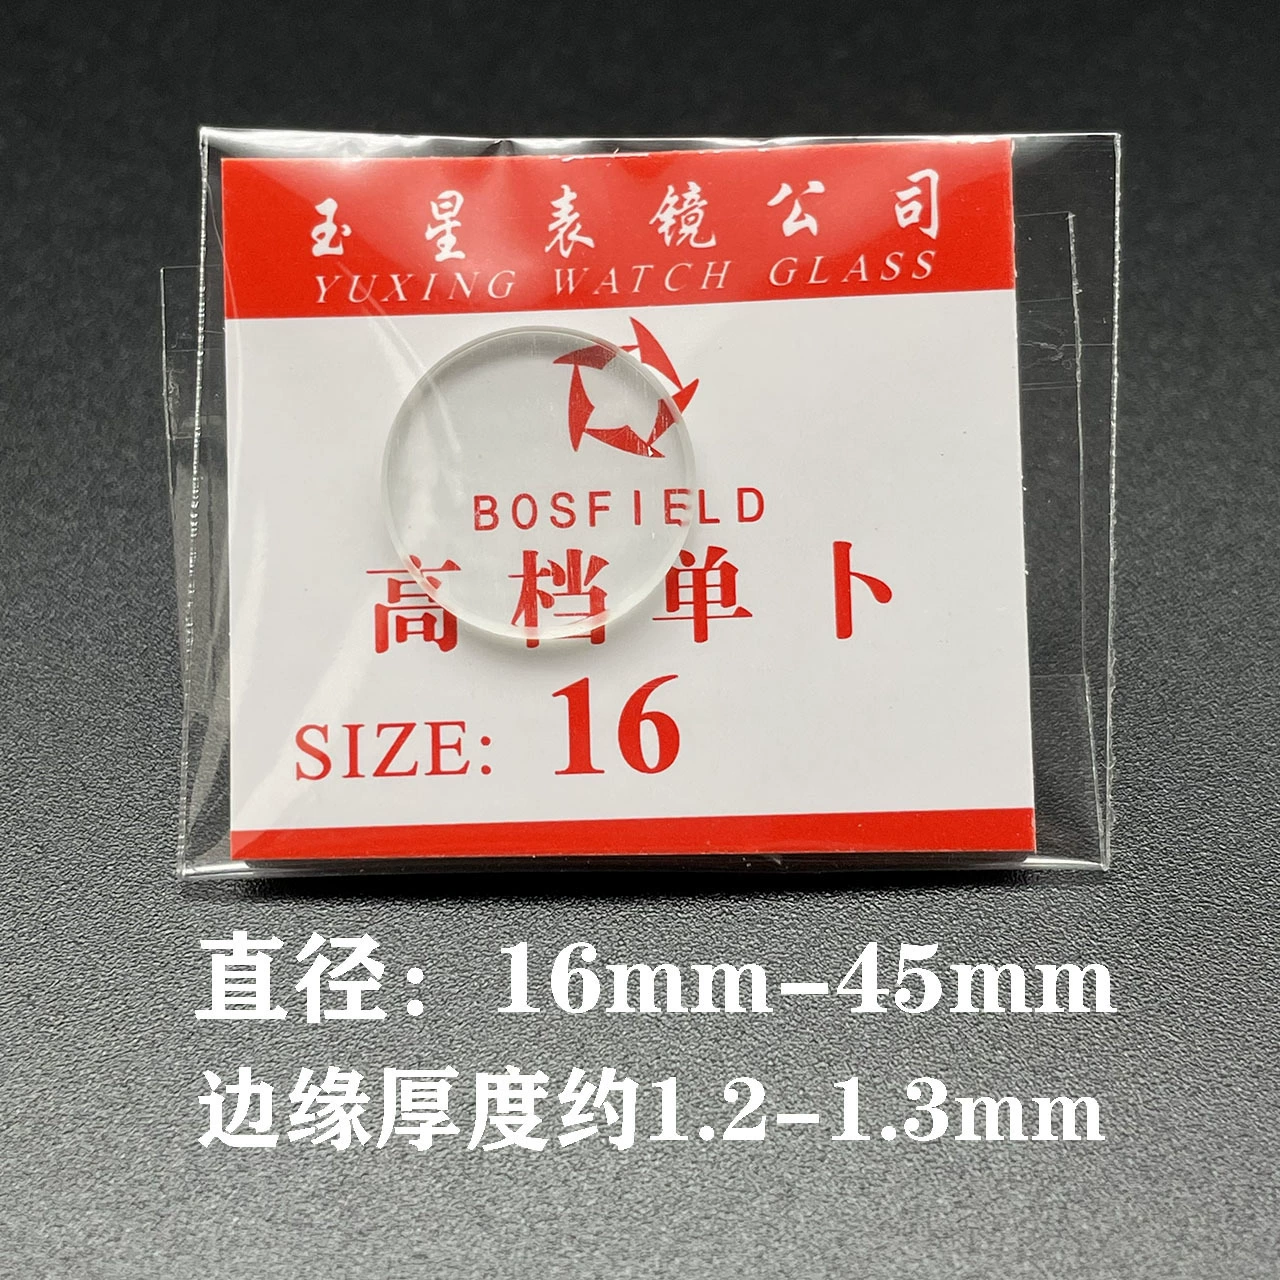 玉星表镜公司
YUXING WATCH GLASS
BOSFIELD
高档单卜
SIZE: 16
直径：16mm-45mm
边缘厚度约1.2-1.3mm